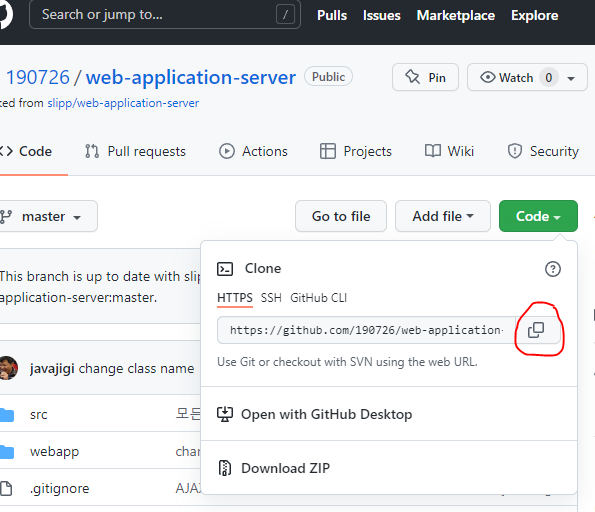 Search or jump to...
/
Pulls
Issues
Marketplace
Explore
190726 / web-application-server
Public
Pin
Watch 0
ked from slipp/web-application-server
Code
Pull requests
Actions
Projects
Wiki
Security
master
Go to file
Add file
Code
This branch is up to date with slip
application-server:master.
Clone
HTTPS SSH GitHub CLI
https://github.com/190726/web-application-
Use Git or checkout with SVN using the web URL.
Open with GitHub Desktop
Download ZIP
javajigi change class name
src
모든
webapp
char
.gitignore
AJAX